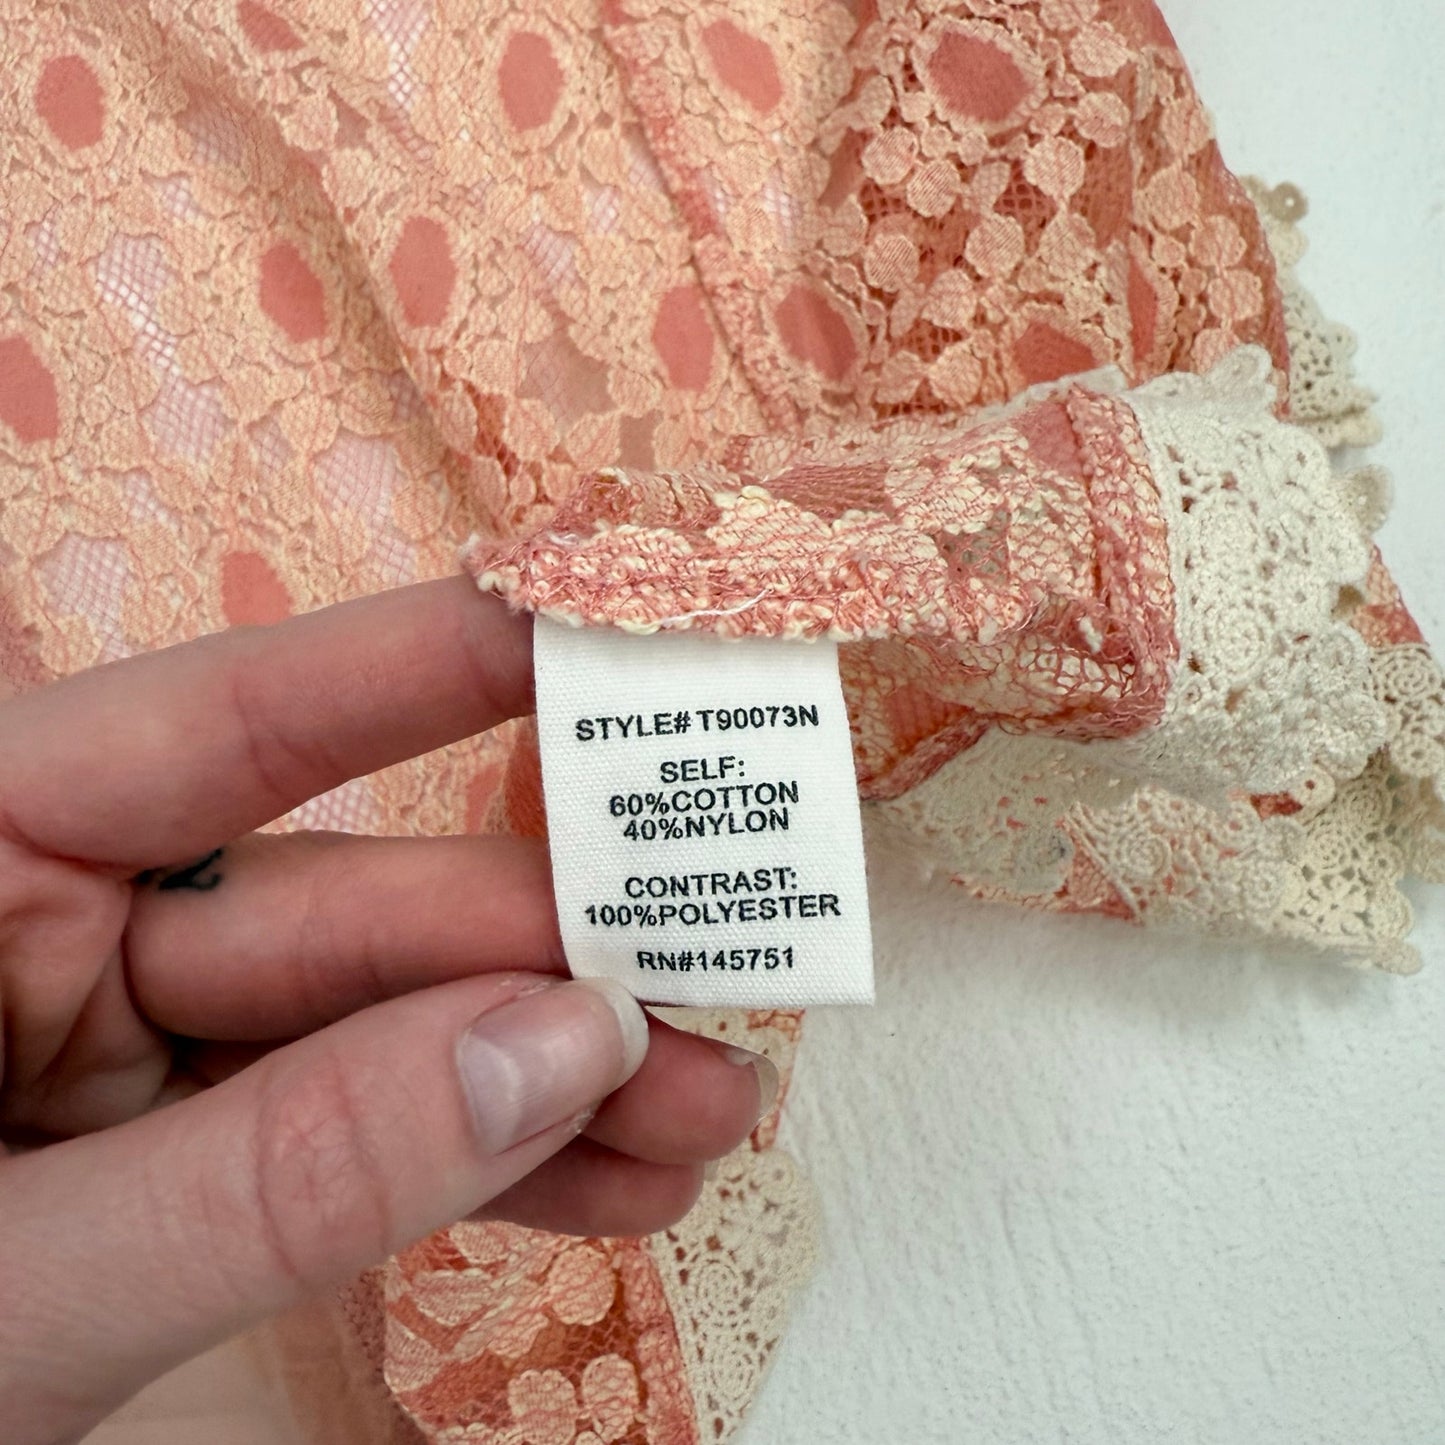 STYLE# T90073N
SELF:
60%COTTON
40%NYLON
CONTRAST:
100%POLYESTER
RN#145751